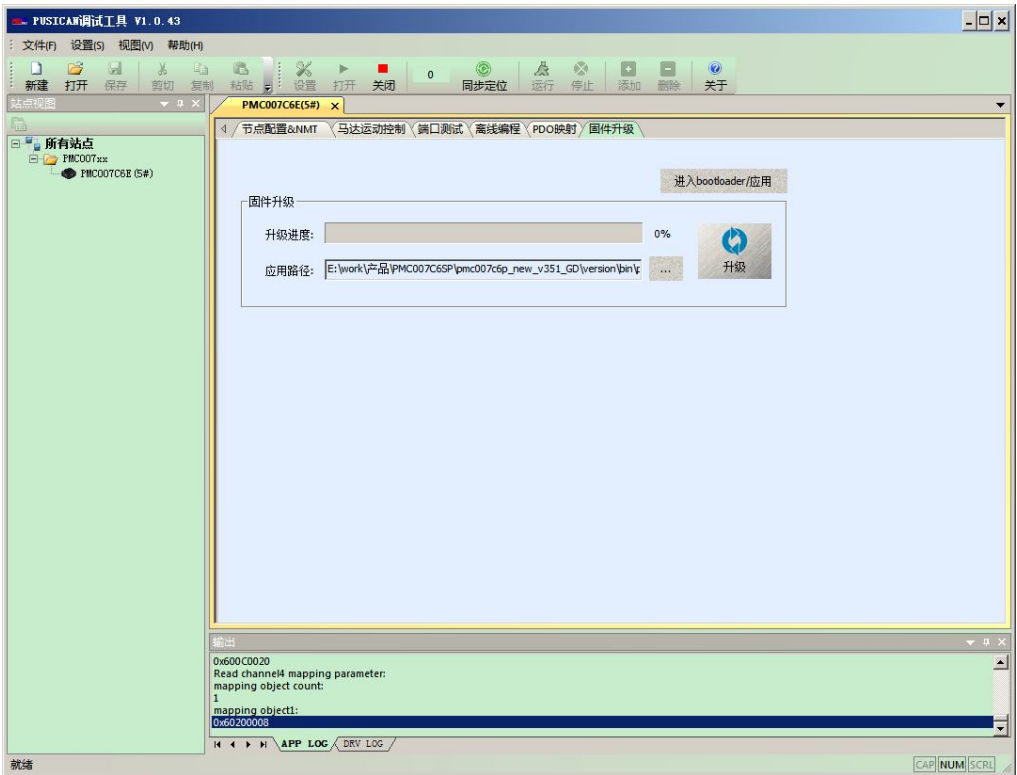 PUSICAN调试工具 V1.0.43
文件(F) 设置(S) 视图(V) 帮助(H)
新建 打开 保存 剪切 复制 粘贴 设置 打开 关闭 0 同步定位 运行 停止 添加 删除 关于
站点视图
PMC007C6E(5#)
所有站点
PMC007xx
PMC007C6E(5#)
节点配置&NMT 马达运动控制 端口测试 离线编程 PDO映射 固件升级
进入bootloader/应用
固件升级
升级进度: 0%
应用路径: E:\work\产品\PMC007C6SP\pmc007c6p_new_v351_GD\version\bin\p ...
升级
输出
0x600C0020
Read channel4 mapping parameter:
mapping object count:
1
mapping object1:
0x60200008
APP LOG DRV LOG
就绪 CAP NUM SCRL